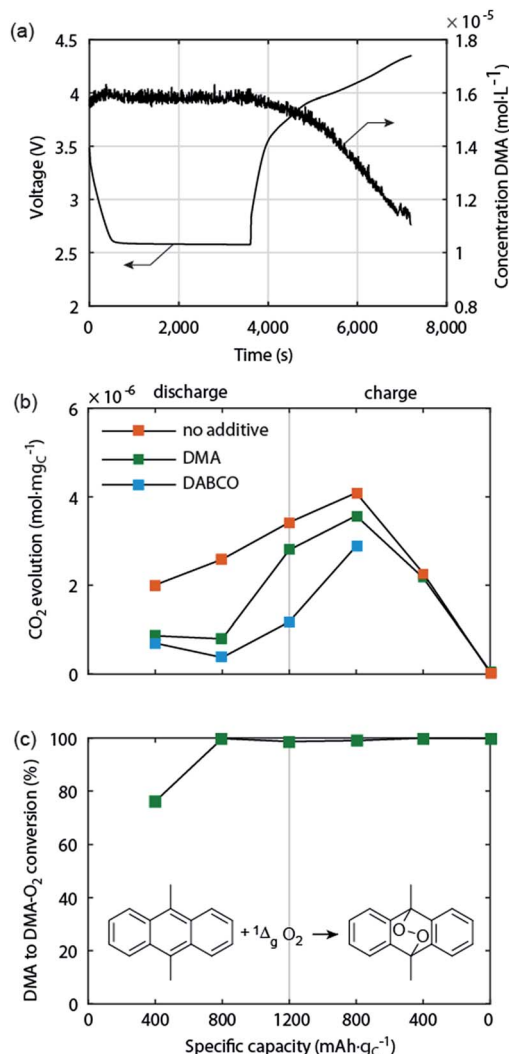 (a)
× 10⁻⁵
4.5
4
3.5
3
2.5
2
Voltage (V)
1.8
1.6
1.4
1.2
1
0.8
Concentration DMA (mol·L⁻¹)
0
2,000
4,000
6,000
8,000
Time (s)
(b)
× 10⁻⁶
discharge
charge
6
4
2
0
CO₂ evolution (mol·mg_C⁻¹)
no additive
DMA
DABCO
(c)
100
80
60
40
20
0
DMA to DMA-O₂ conversion (%)
O
O
+ ¹Δg O₂
400
800
1200
800
400
0
Specific capacity (mAh·g_C⁻¹)